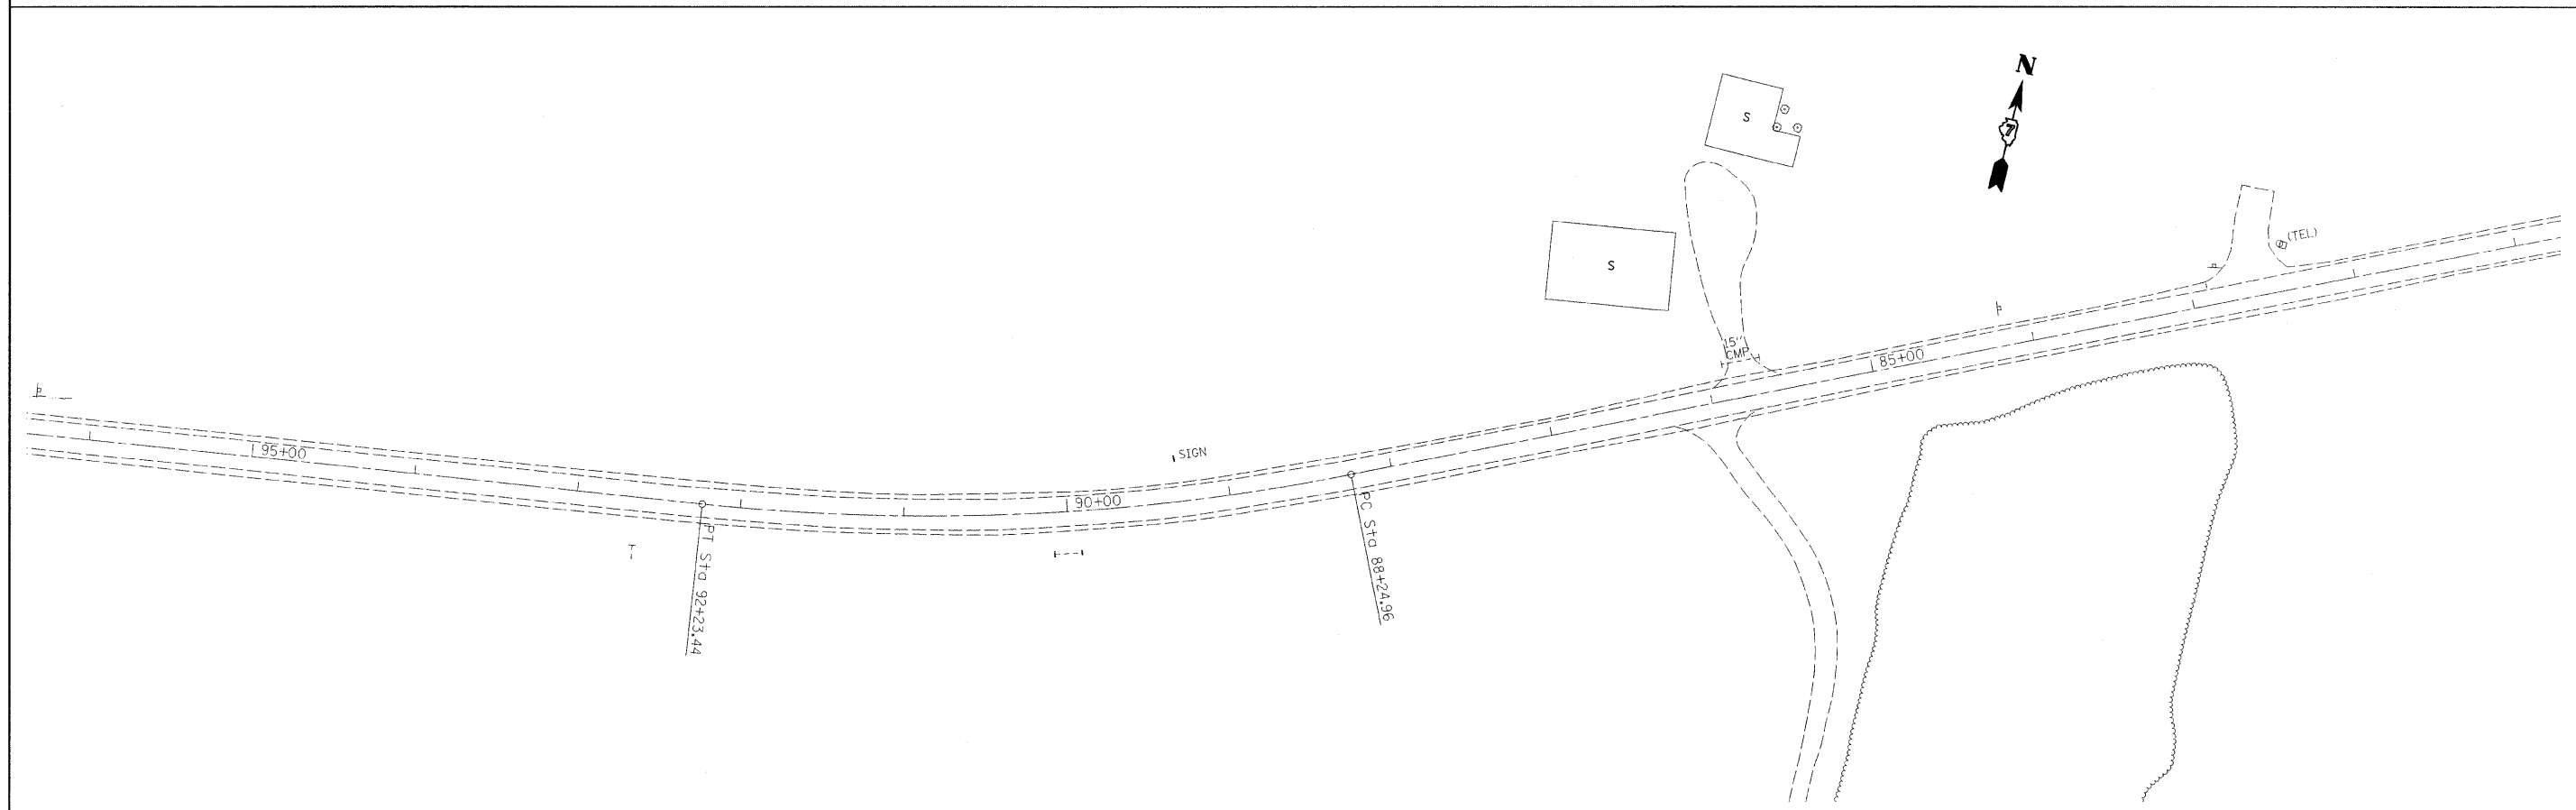 N
7
S
S
(TEL)
15"
CMP
85+00
SIGN
95+00
90+00
PC Sta 88+24.96
PT Sta 92+23.44